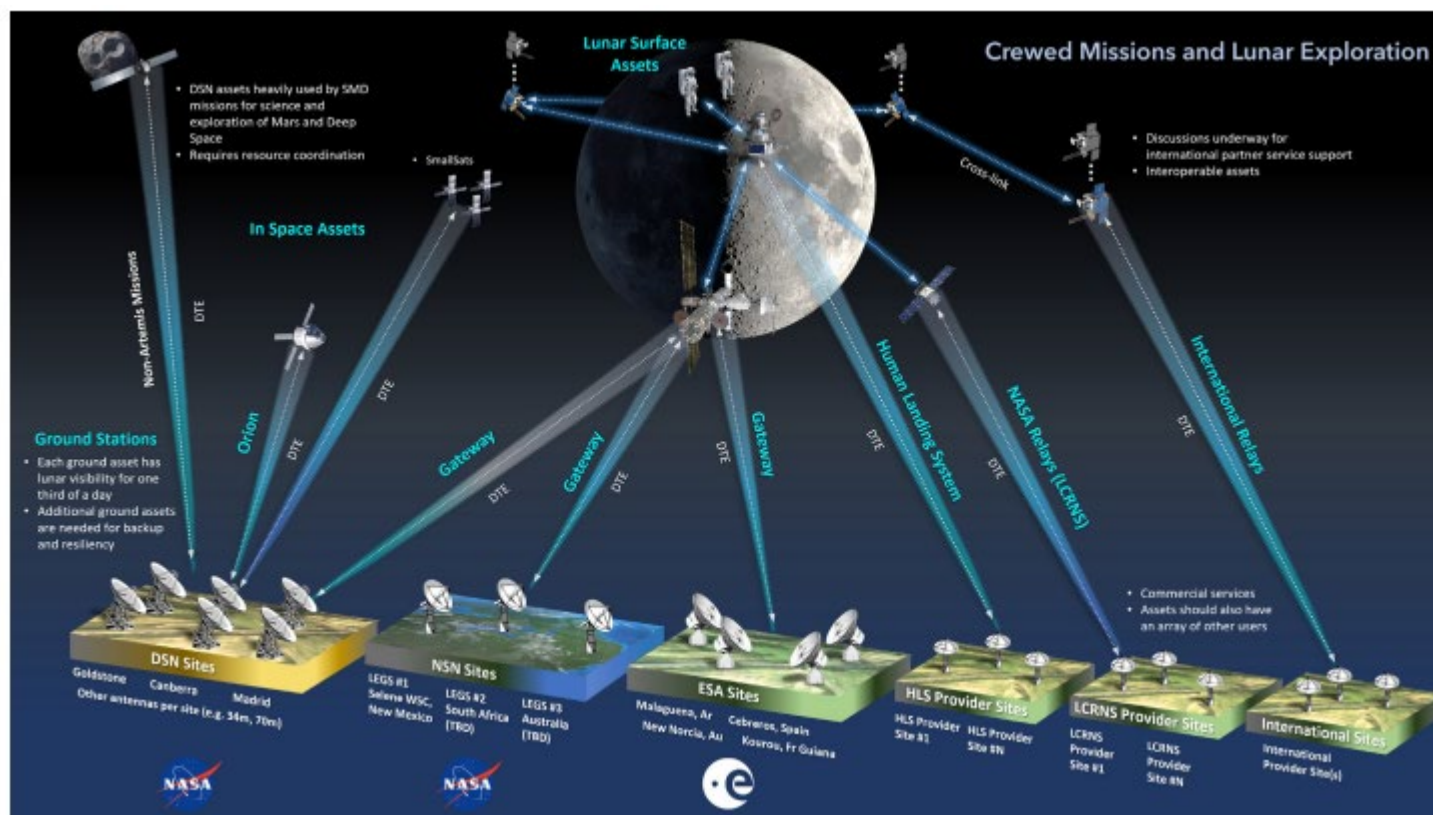 Crewed Missions and Lunar Exploration
Lunar Surface
Assets
• DSN assets heavily used by SMD
missions for science and
exploration of Mars and Deep
Space
• Requires resource coordination
• SmallSats
In Space Assets
Cross-link
• Discussions underway for
international partner service support
• Interoperable assets
Non-Artemis Missions
DTE
Orion
DTE
DTE
Gateway
DTE
Gateway
DTE
Gateway
DTE
Human Landing System
DTE
NASA Relays (LCRNS)
DTE
International Relays
DTE
Ground Stations
• Each ground asset has
lunar visibility for one
third of a day
• Additional ground assets
are needed for backup
and resiliency
• Commercial services
• Assets should also have
an array of other users
DSN Sites
Goldstone
Canberra
Madrid
Other antennas per site (e.g. 34m, 70m)
NSN Sites
LEGS #1
Selene WSC,
New Mexico
LEGS #2
South Africa
(TBD)
LEGS #3
Australia
(TBD)
ESA Sites
Malaguena, Ar
Cebreros, Spain
New Norcia, Au
Kourou, Fr Guiana
HLS Provider Sites
HLS Provider
Site #1
HLS Provider
Site #N
LCRNS Provider Sites
LCRNS
Provider
Site #1
LCRNS
Provider
Site #N
International Sites
International
Provider Site(s)
NASA
NASA
e